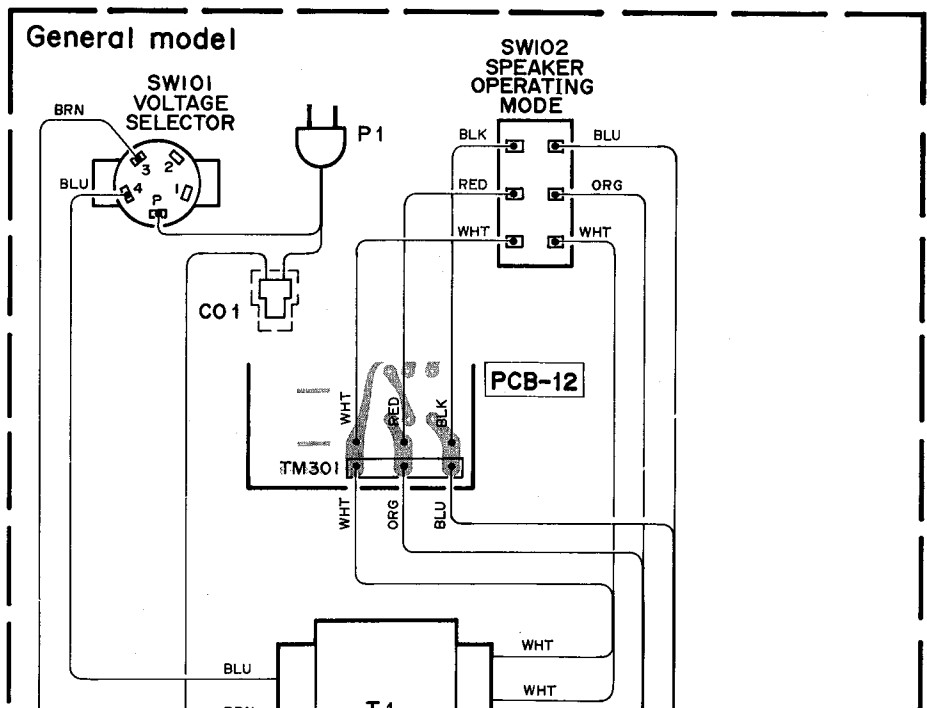 General model
SW102
SPEAKER
OPERATING
MODE
SW101
VOLTAGE
SELECTOR
BRN
P1
BLK
BLU
3
2
BLU
4
1
P
RED
ORG
WHT
WHT
CO1
PCB-12
WHT
RED
BLK
TM301
WHT
ORG
BLU
WHT
BLU
WHT